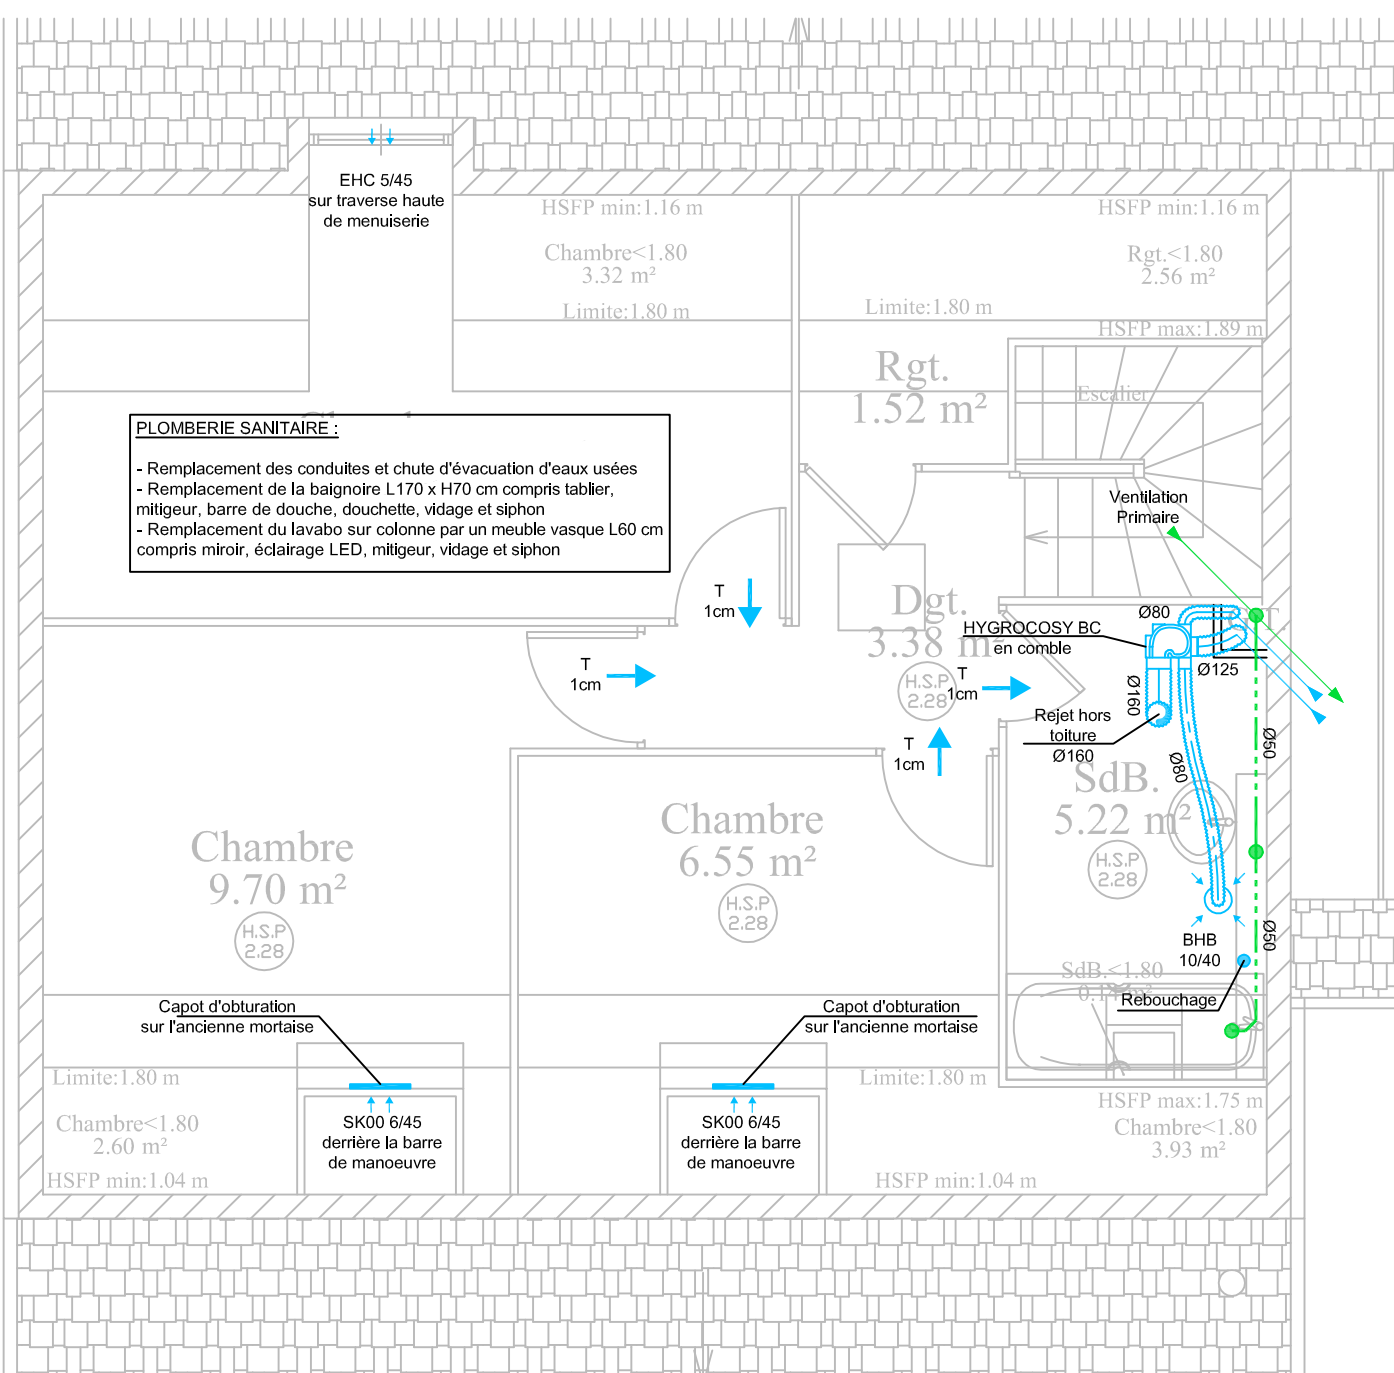 EHC 5/45
sur traverse haute
de menuiserie
HSFP min:1.16 m
Chambre<1.80
3.32 m²
Limite:1.80 m
HSFP min:1.16 m
Rgt.<1.80
2.56 m²
Limite:1.80 m
HSFP max:1.89 m
Rgt.
1.52 m²
Escalier
PLOMBERIE SANITAIRE :
- Remplacement des conduites et chute d'évacuation d'eaux usées
- Remplacement de la baignoire L170 x H70 cm compris tablier,
mitigeur, barre de douche, douchette, vidage et siphon
- Remplacement du lavabo sur colonne par un meuble vasque L60 cm
compris miroir, éclairage LED, mitigeur, vidage et siphon
Ventilation
Primaire
T
1cm
T
1cm
Dgt.
3.38 m²
H.S.P
2.28
T
1cm
T
1cm
HYGROCOSY BC
en comble
Ø80
Ø125
Ø160
Rejet hors
toiture
Ø160
Ø80
Ø50
SdB.
5.22 m²
H.S.P
2.28
Chambre
9.70 m²
H.S.P
2.28
Chambre
6.55 m²
H.S.P
2.28
BHB
10/40
Ø50
SdB.<1.80
Rebouchage
Capot d'obturation
sur l'ancienne mortaise
Capot d'obturation
sur l'ancienne mortaise
Limite:1.80 m
Limite:1.80 m
Chambre<1.80
2.60 m²
HSFP min:1.04 m
SK00 6/45
derrière la barre
de manoeuvre
SK00 6/45
derrière la barre
de manoeuvre
HSFP max:1.75 m
Chambre<1.80
3.93 m²
HSFP min:1.04 m